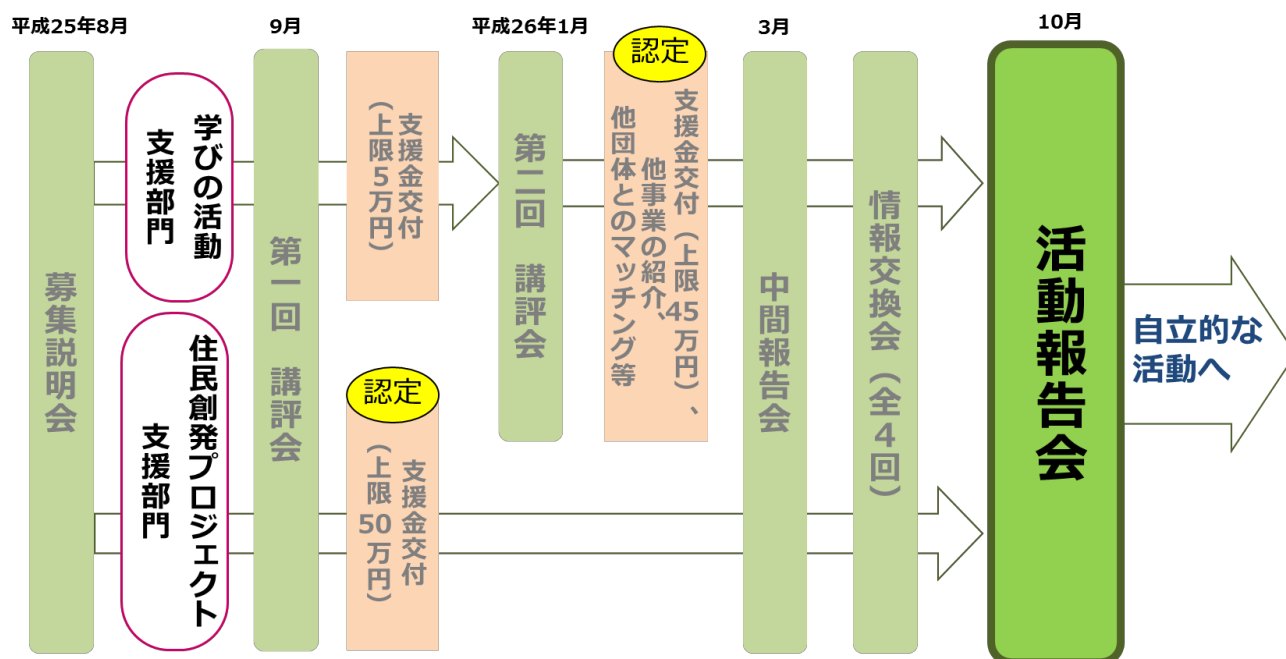 平成25年8月
9月
平成26年1月
3月
10月
募集説明会
学びの活動
支援部門
住民創発プロジェクト
支援部門
第一回 講評会
支援金交付
(上限5万円)
認定
支援金交付
(上限50万円)
第二回 講評会
認定
支援金交付(上限45万円)、
他事業の紹介、
他団体とのマッチング等
中間報告会
情報交換会(全4回)
活動報告会
自立的な
活動へ